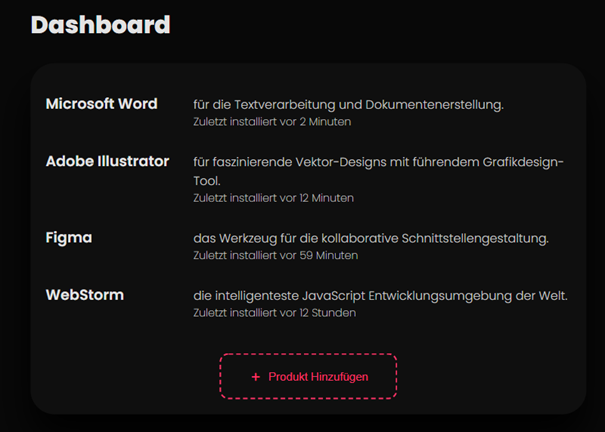 Dashboard
Microsoft Word
für die Textverarbeitung und Dokumentenerstellung.
Zuletzt installiert vor 2 Minuten
Adobe Illustrator
für faszinierende Vektor-Designs mit führendem Grafikdesign-
Tool.
Zuletzt installiert vor 12 Minuten
Figma
das Werkzeug für die kollaborative Schnittstellengestaltung.
Zuletzt installiert vor 59 Minuten
WebStorm
die intelligenteste JavaScript Entwicklungsumgebung der Welt.
Zuletzt installiert vor 12 Stunden
+ Produkt Hinzufügen